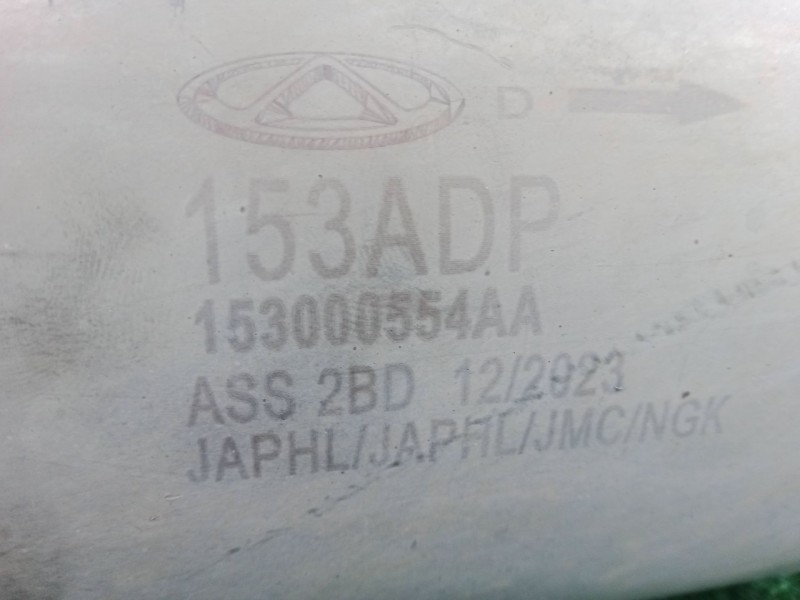 D
153ADP
153000554AA
ASS 2BD 12/2023
JAPHL/JAPHL/JMC/NGK